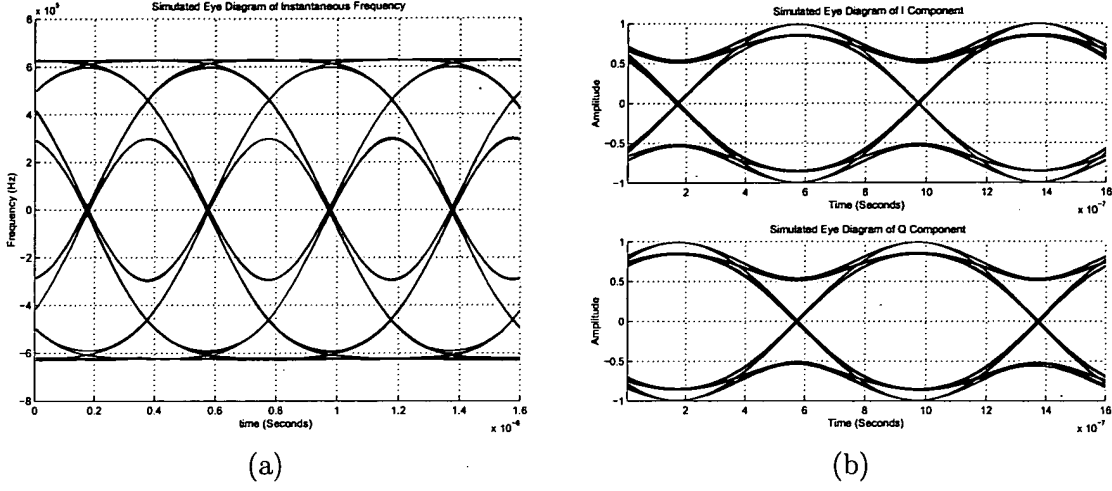 Simulated Eye Diagram of Instantaneous Frequency
x 10^5
8
6
4
2
0
-2
-4
-6
-8
Frequency (Hz)
0 0.2 0.4 0.6 0.8 1 1.2 1.4 1.6
time (Seconds)
x 10^-6
(a)
Simulated Eye Diagram of I Component
1
0.5
0
-0.5
-1
Amplitude
2 4 6 8 10 12 14 16
Time (Seconds)
x 10^-7
Simulated Eye Diagram of Q Component
1
0.5
0
-0.5
-1
Amplitude
2 4 6 8 10 12 14 16
Time (Seconds)
x 10^-7
(b)